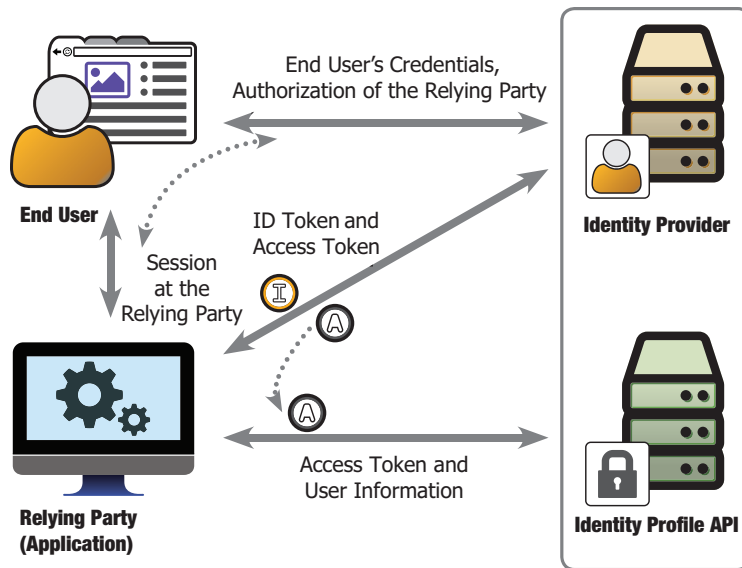 End User's Credentials,
Authorization of the Relying Party
End User
Identity Provider
ID Token and
Access Token
Session
at the
Relying Party
I
A
A
Access Token and
User Information
Relying Party
(Application)
Identity Profile API